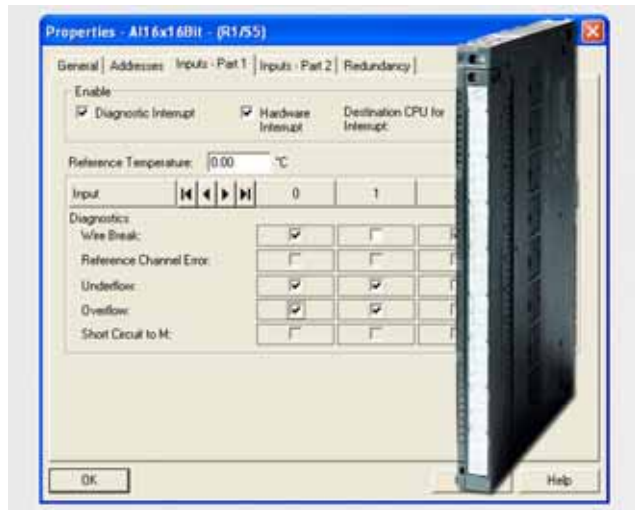 Properties - AI16x16Bit - (R1/S5)
General Addresses Inputs - Part 1 Inputs - Part 2 Redundancy
Enable
Diagnostic Interrupt Hardware Interrupt Destination CPU for Interrupt:
Reference Temperature: 0.00 °C
Input 0 1
Diagnostics
Wire Break:
Reference Channel Error:
Underflow:
Overflow:
Short Circuit to M:
OK Help